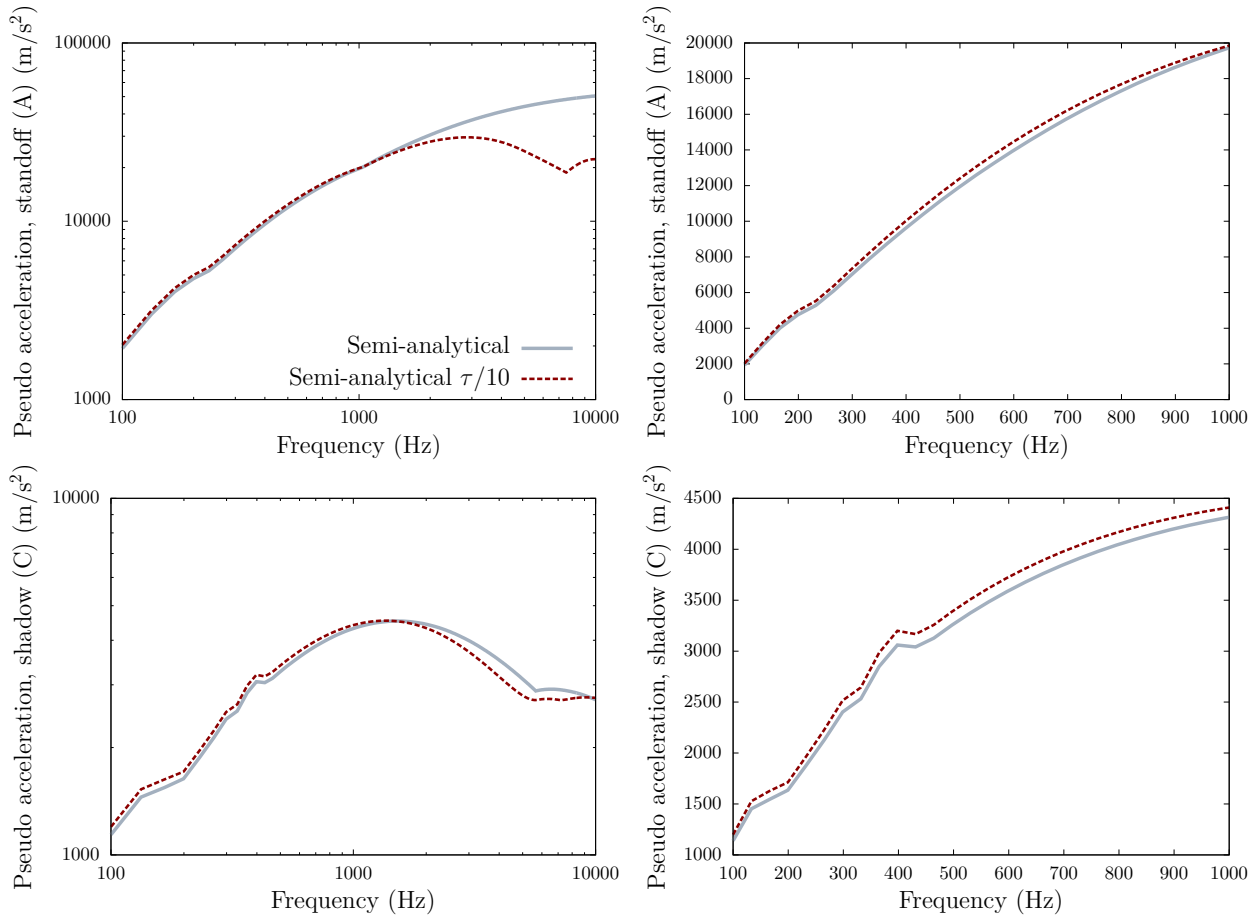 Pseudo acceleration, standoff (A) (m/s²)
100000
10000
1000
100
1000
10000
Frequency (Hz)
Semi-analytical
Semi-analytical τ/10
Pseudo acceleration, standoff (A) (m/s²)
20000
18000
16000
14000
12000
10000
8000
6000
4000
2000
0
100 200 300 400 500 600 700 800 900 1000
Frequency (Hz)
Pseudo acceleration, shadow (C) (m/s²)
10000
1000
100
1000
10000
Frequency (Hz)
Pseudo acceleration, shadow (C) (m/s²)
4500
4000
3500
3000
2500
2000
1500
1000
100 200 300 400 500 600 700 800 900 1000
Frequency (Hz)